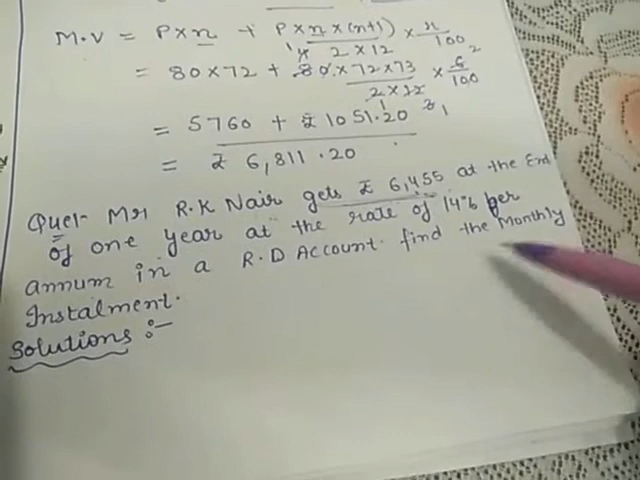 M.V = P×n + P×n×(n+1)/2×12 × r/100
= 80×72 + 80×72×73/2×12 × 6/100
= 5760 + ₹ 1051.20
= ₹ 6,811.20
Que1- Mr R.K Nair gets ₹ 6,455 at the End
of one year at the rate of 14% per
annum in a R.D Account. find the Monthly
Instalment.
Solutions :-